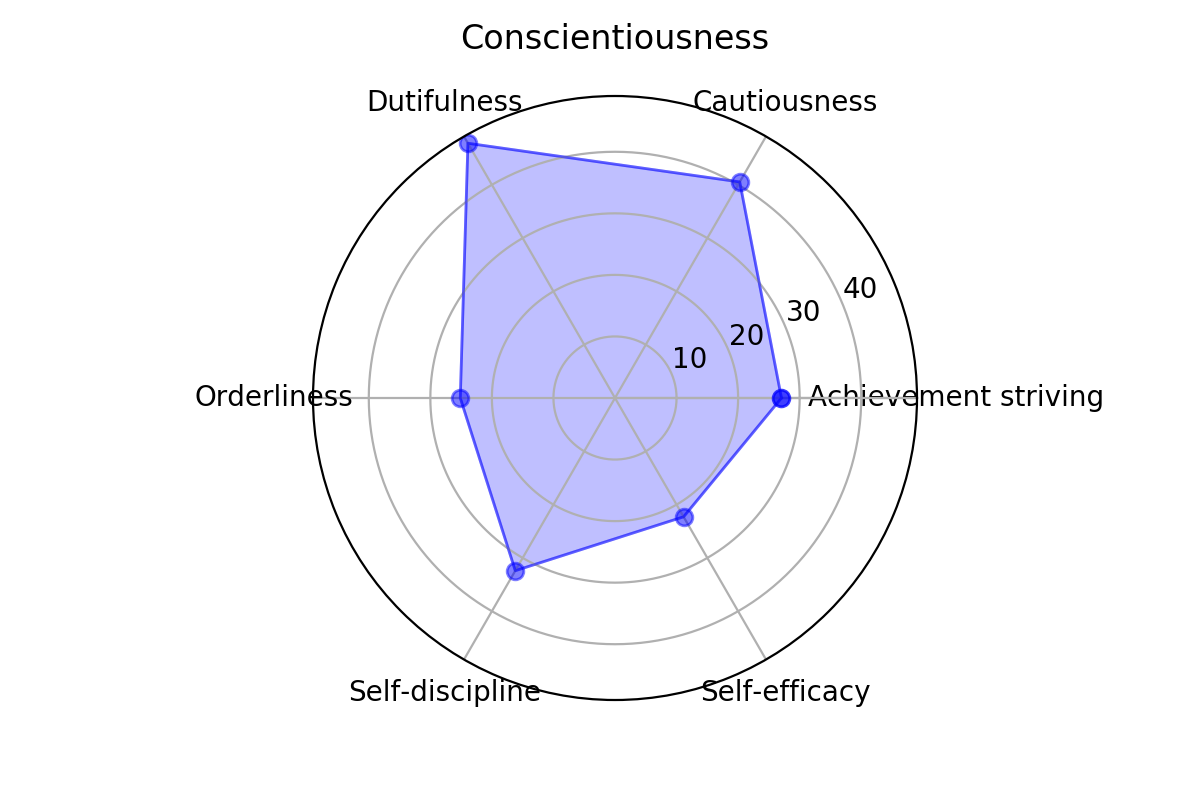 Conscientiousness
Dutifulness
Cautiousness
40
30
20
10
Orderliness
Achievement striving
Self-discipline
Self-efficacy